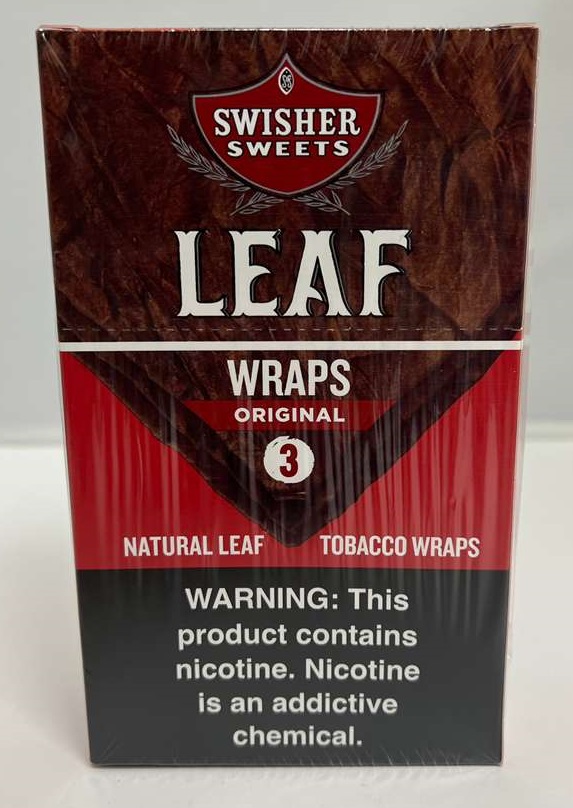 SS
SWISHER
SWEETS
LEAF
WRAPS
ORIGINAL
3
NATURAL LEAF TOBACCO WRAPS
WARNING: This
product contains
nicotine. Nicotine
is an addictive
chemical.